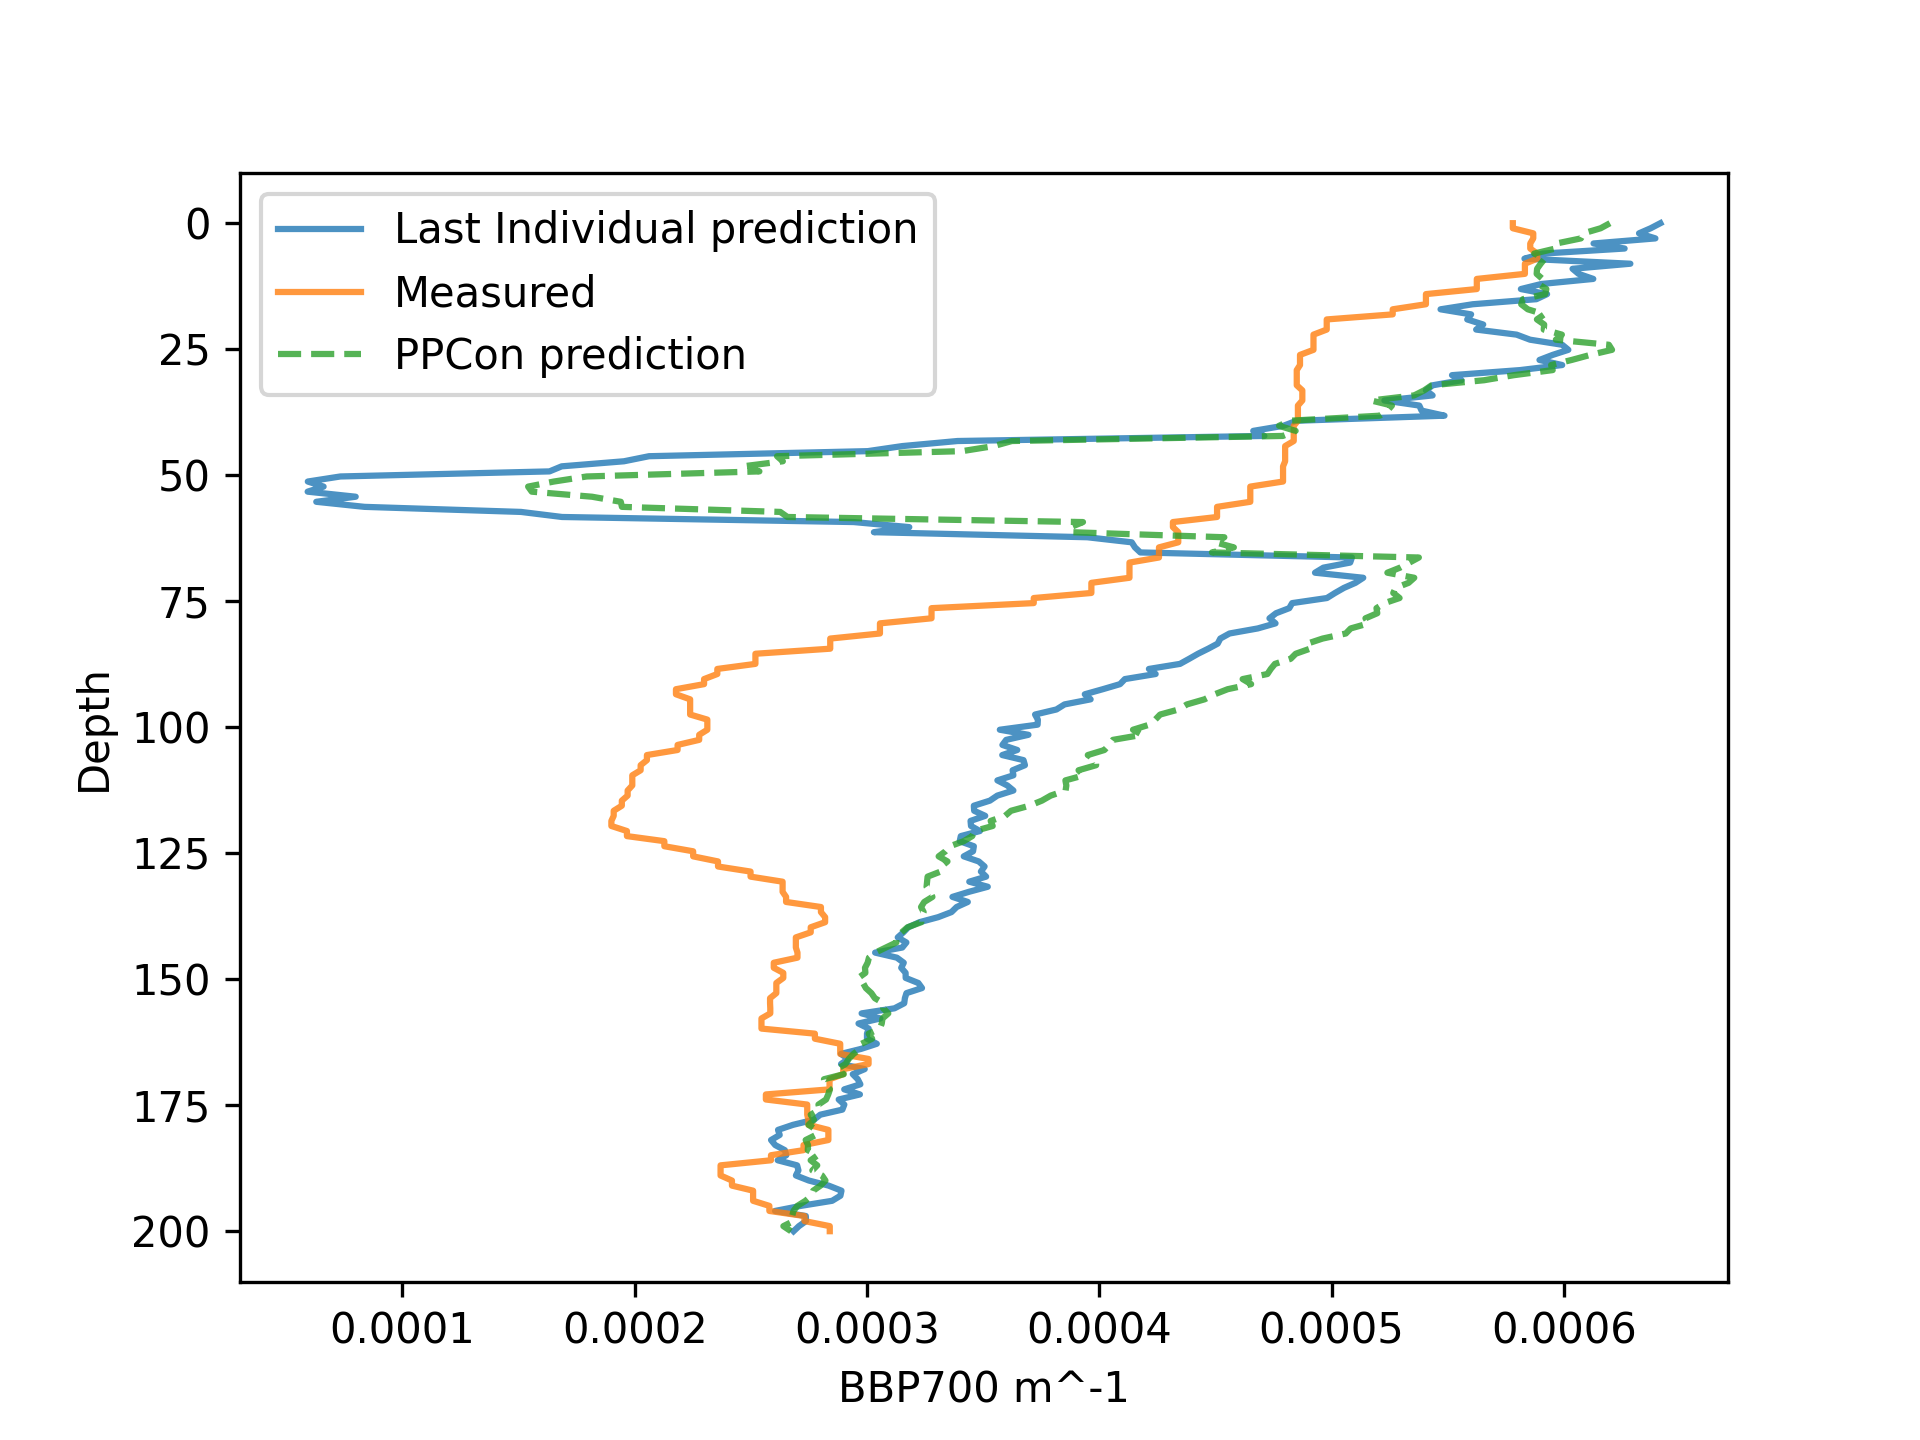 Last Individual prediction
Measured
PPCon prediction
0
25
50
75
100
125
150
175
200
Depth
0.0001 0.0002 0.0003 0.0004 0.0005 0.0006
BBP700 m^-1